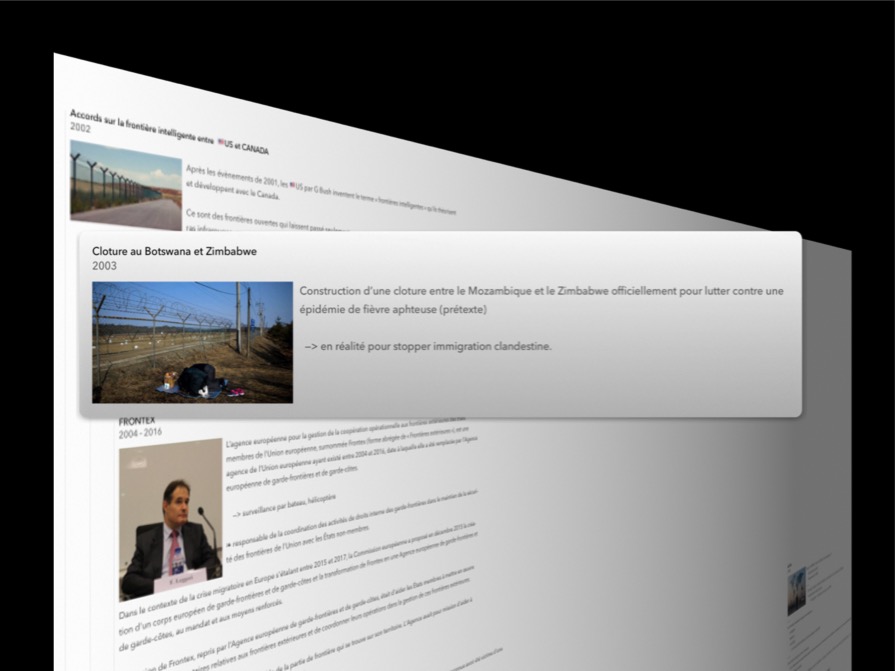 Accords sur la frontière intelligente entre 🇺🇸US et CANADA
2002
Après les évènements de 2001, les 🇺🇸US par G Bush inventent le terme « frontières intelligentes » qu'ils théorisent
et développent avec le Canada.
Ce sont des frontières ouvertes qui laissent passé
Cloture au Botswana et Zimbabwe
2003
Construction d'une cloture entre le Mozambique et le Zimbabwe officiellement pour lutter contre une
épidémie de fièvre aphteuse (prétexte)
--> en réalité pour stopper immigration clandestine.
FRONTEX
2004 - 2016
L'agence européenne pour la gestion de la coopération opérationnelle aux frontières extérieures des
membres de l'Union européenne, surnommée Frontex (forme abrégée de « Frontières extérieures »), est une
agence de l'Union européenne ayant existé entre 2004 et 2016, date à laquelle elle a été remplacée par l'Agence
européenne de garde-frontières et de garde-côtes.
--> surveillance par bateau, hélicoptère
responsable de la coordination des activités de droits interne des garde-frontières dans le maintien de la sécuri-
té des frontières de l'Union avec les États non-membres.
Dans le contexte de la crise migratoire en Europe s'étalant entre 2015 et 2017, la Commission européenne a proposé en décembre 2015 la créa-
tion d'un corps européen de garde-frontières et de garde-côtes et la transformation de Frontex en une Agence européenne de garde-frontières et
de garde-côtes, au mandat et aux moyens renforcés.
de Frontex, repris par l'Agence européenne de garde-frontières et de garde-côtes, était d'aider les États membres à mettre en œuvre
relatives aux frontières extérieures et de coordonner leurs opérations dans la gestion de ces frontières extérieures.
de la partie de frontière qui se trouve sur son territoire. L'Agence avait pour mission d'aider à